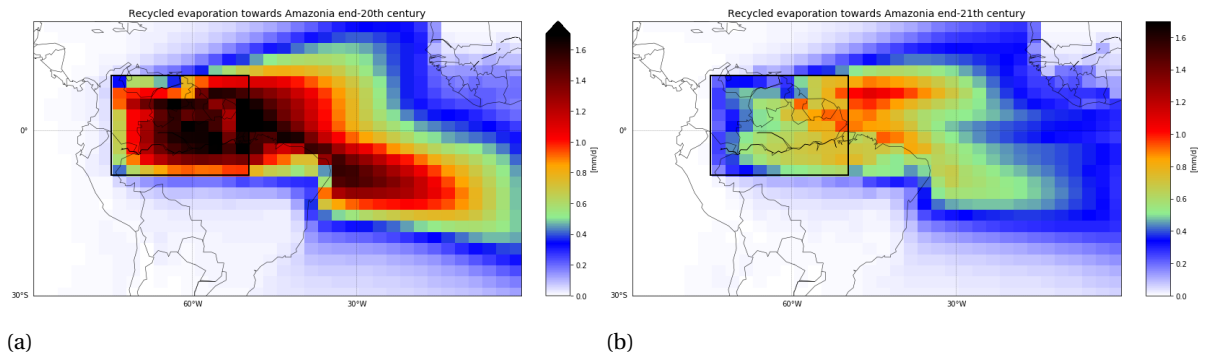 Recycled evaporation towards Amazonia end-20th century
1.6
1.4
1.2
1.0
0.8
0.6
0.4
0.2
0.0
[mm/d]
0°
30°S
60°W
30°W
(a)
Recycled evaporation towards Amazonia end-21th century
1.6
1.4
1.2
1.0
0.8
0.6
0.4
0.2
0.0
[mm/d]
0°
30°S
60°W
30°W
(b)